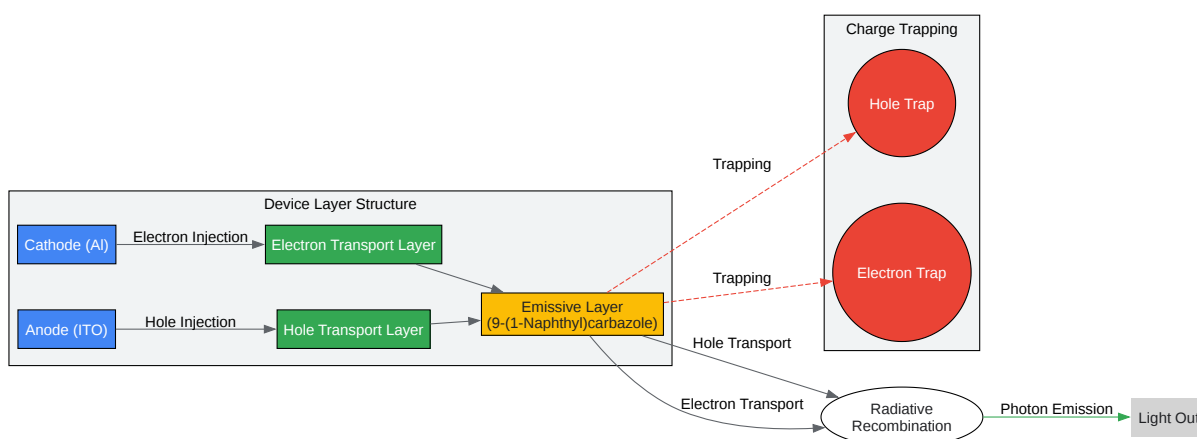 Charge Trapping
Hole Trap
Trapping
Device Layer Structure
Cathode (Al)
Electron Injection
Electron Transport Layer
Trapping
Electron Trap
Emissive Layer
(9-(1-Naphthyl)carbazole)
Anode (ITO)
Hole Injection
Hole Transport Layer
Hole Transport
Electron Transport
Radiative
Recombination
Photon Emission
Light Out